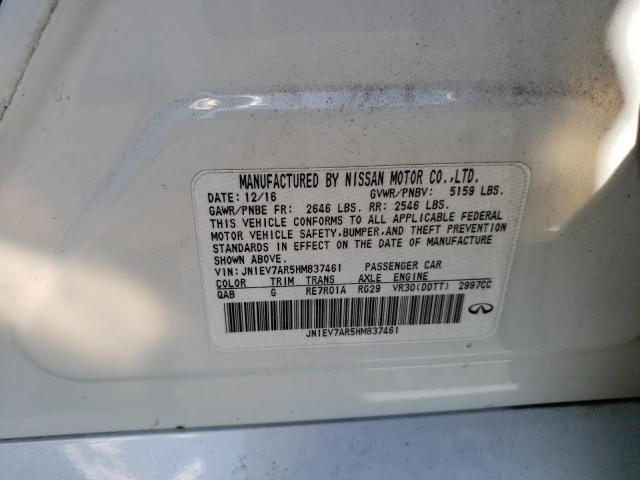 MANUFACTURED BY NISSAN MOTOR CO.,LTD.
DATE: 12/16 GVWR/PNBV: 5159 LBS.
GAWR/PNBE FR: 2646 LBS. RR: 2546 LBS.
THIS VEHICLE CONFORMS TO ALL APPLICABLE FEDERAL
MOTOR VEHICLE SAFETY,BUMPER,AND THEFT PREVENTION
STANDARDS IN EFFECT ON THE DATE OF MANUFACTURE
SHOWN ABOVE.
VIN: JN1EV7AR5HM837461 PASSENGER CAR
COLOR TRIM TRANS AXLE ENGINE
QAB G RE7R01A RG29 VR30(DDTT) 2997CC
JN1EV7AR5HM837461